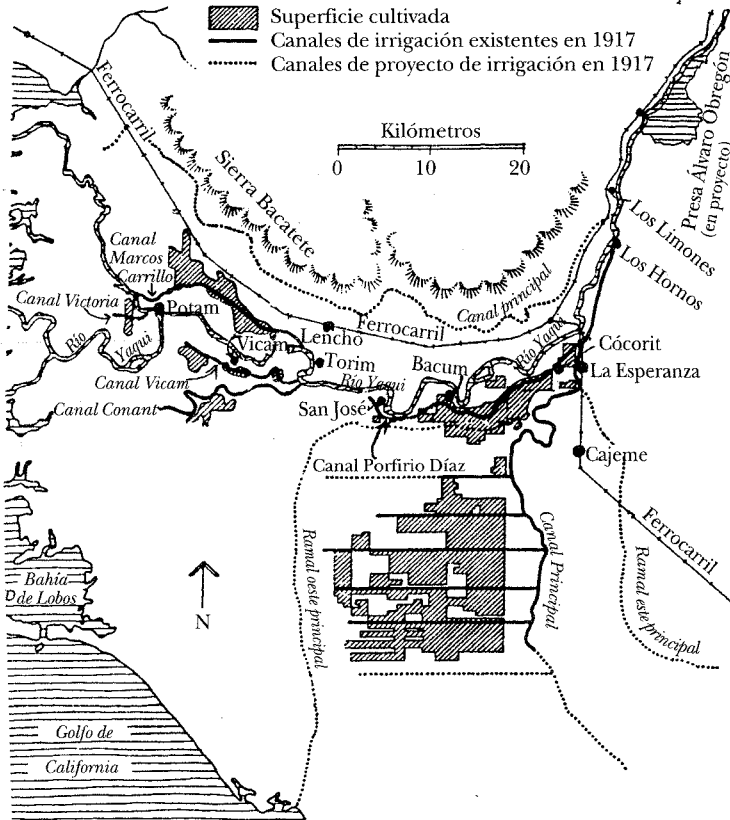 Superficie cultivada
Canales de irrigación existentes en 1917
Canales de proyecto de irrigación en 1917
Kilómetros
0 10 20
Ferrocarril
Sierra Bacatete
Presa Álvaro Obregón
(en proyecto)
Los Limones
Los Hornos
Canal
Marcos
Carrillo
Canal Victoria
Potam
Canal principal
Río
Yaqui
Vicam
Lencho
Ferrocarril
Torim
Río Yaqui
Bacum
Río Yaqui
Cócorit
La Esperanza
Canal Vicam
Canal Conant
San José
Canal Porfirio Díaz
Cajeme
Ferrocarril
Ramal oeste principal
Canal Principal
Ramal este principal
Bahía
de Lobos
N
Golfo de
California